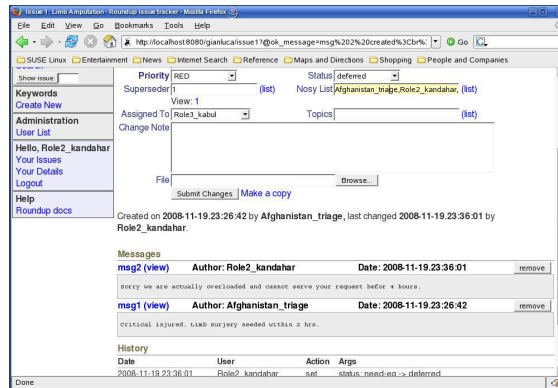 Issue 1: Limb Amputation - Roundup issue tracker - Mozilla Firefox
File Edit View Go Bookmarks Tools Help
http://localhost:8080/gianluca/issue1?@ok_message=msg%202%20created%3Cbr%: Go
SUSE Linux Entertainment News Internet Search Reference Maps and Directions Shopping People and Companies
Show issue:
Keywords
Create New
Administration
User List
Hello, Role2_kandahar
Your Issues
Your Details
Logout
Help
Roundup docs
Priority RED Status deferred
Superseder 1 (list) Nosy List Afghanistan_triage,Role2_kandahar, (list)
View: 1
Assigned To Role3_kabul Topics (list)
Change Note
File Browse...
Submit Changes Make a copy
Created on 2008-11-19.23:26:42 by Afghanistan_triage, last changed 2008-11-19.23:36:01 by
Role2_kandahar.
Messages
msg2 (view) Author: Role2_kandahar Date: 2008-11-19.23:36:01 remove
Sorry we are actually overloaded and cannot serve your request befor 4 hours.
msg1 (view) Author: Afghanistan_triage Date: 2008-11-19.23:26:42 remove
Critical injured. Limb surjery needed within 2 hrs.
History
Date User Action Args
2008-11-19 23:36:01 Role2_kandahar set status: need-eg -> deferred
Done